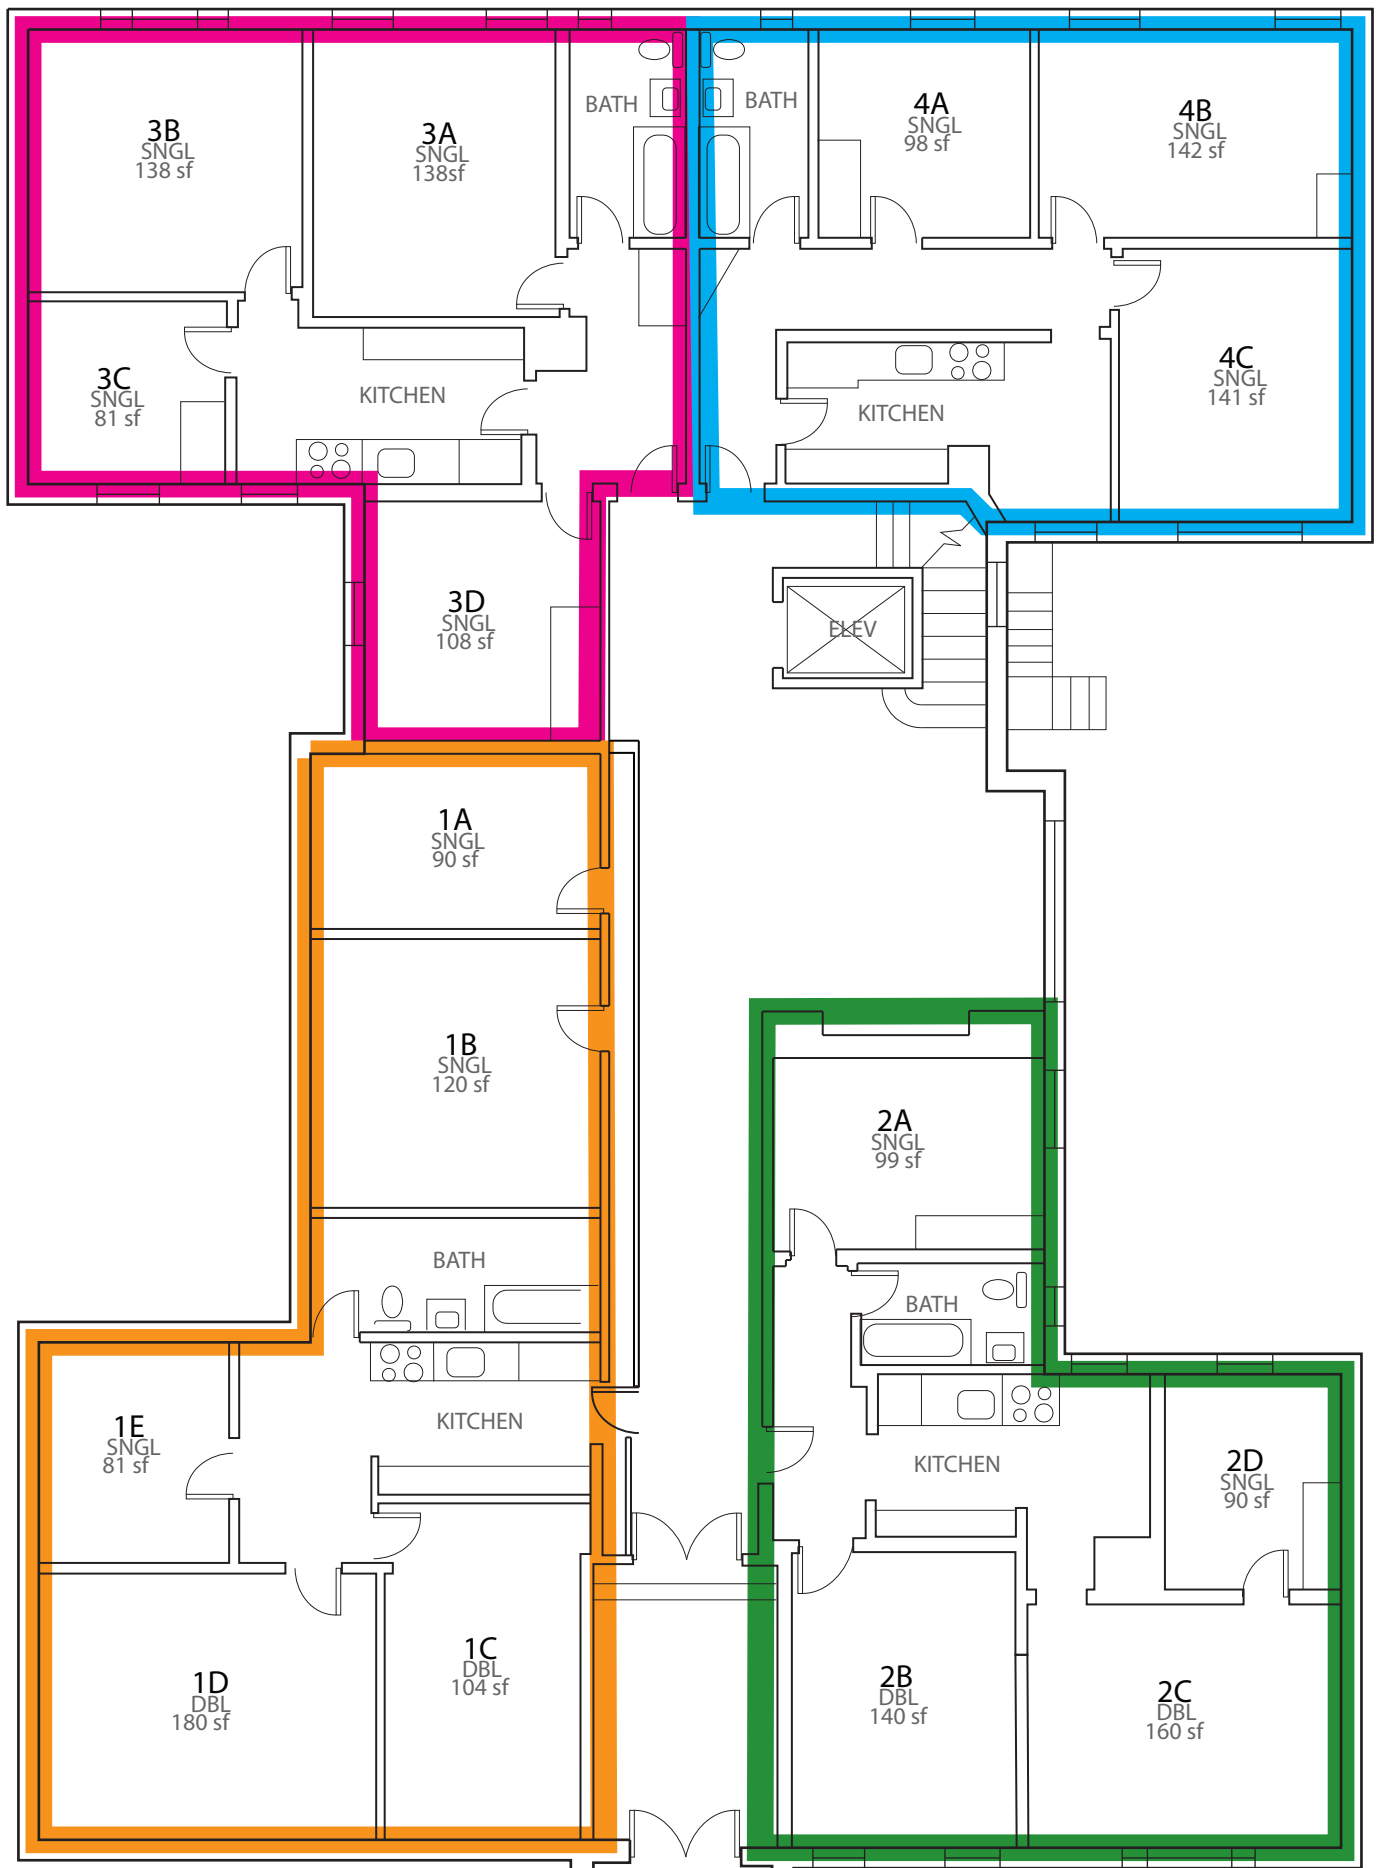 3B
SNGL
138 sf
3A
SNGL
138sf
BATH
BATH
4A
SNGL
98 sf
4B
SNGL
142 sf
3C
SNGL
81 sf
KITCHEN
KITCHEN
4C
SNGL
141 sf
3D
SNGL
108 sf
ELEV
1A
SNGL
90 sf
1B
SNGL
120 sf
2A
SNGL
99 sf
BATH
BATH
1E
SNGL
81 sf
KITCHEN
KITCHEN
2D
SNGL
90 sf
1D
DBL
180 sf
1C
DBL
104 sf
2B
DBL
140 sf
2C
DBL
160 sf